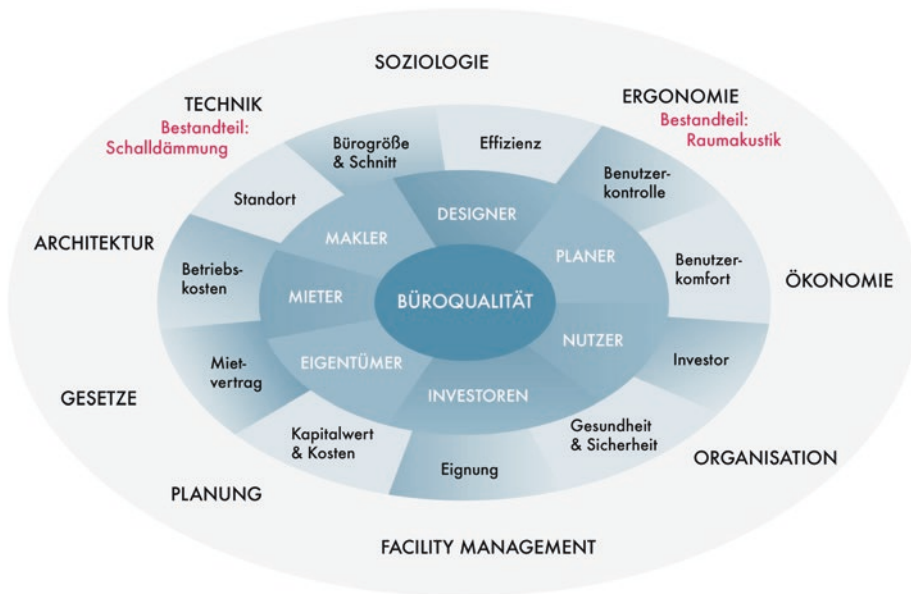 SOZIOLOGIE
TECHNIK
Bestandteil:
Schalldämmung
ERGONOMIE
Bestandteil:
Raumakustik
Bürogröße
& Schnitt
Effizienz
Benutzer-
kontrolle
Standort
DESIGNER
MAKLER
PLANER
ARCHITEKTUR
Betriebs-
kosten
MIETER
BÜROQUALITÄT
Benutzer-
komfort
ÖKONOMIE
NUTZER
Investor
EIGENTÜMER
Miet-
vertrag
INVESTOREN
GESETZE
Kapitalwert
& Kosten
Eignung
Gesundheit
& Sicherheit
ORGANISATION
PLANUNG
FACILITY MANAGEMENT